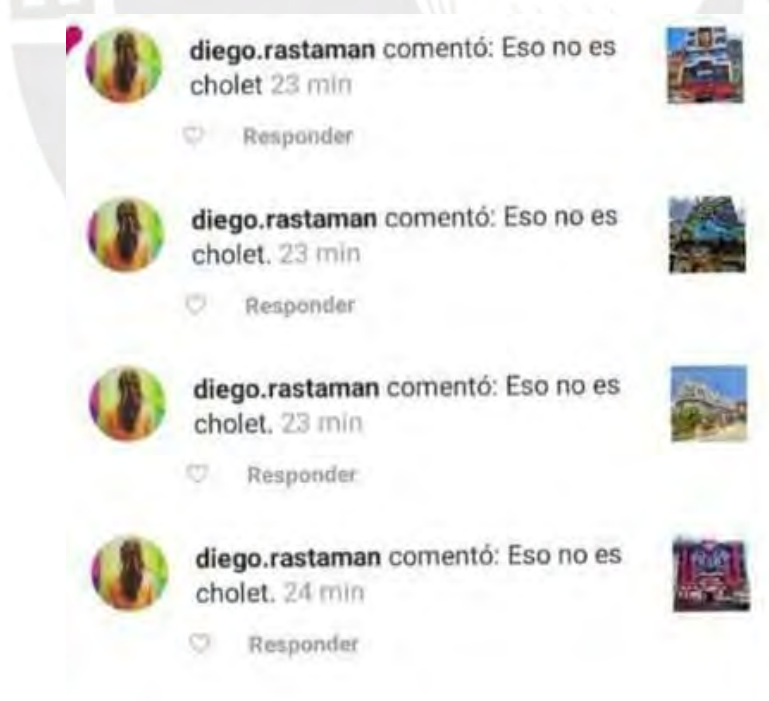 diego.rastaman comentó: Eso no es
cholet 23 min
Responder
diego.rastaman comentó: Eso no es
cholet. 23 min
Responder
diego.rastaman comentó: Eso no es
cholet. 23 min
Responder
diego.rastaman comentó: Eso no es
cholet. 24 min
Responder